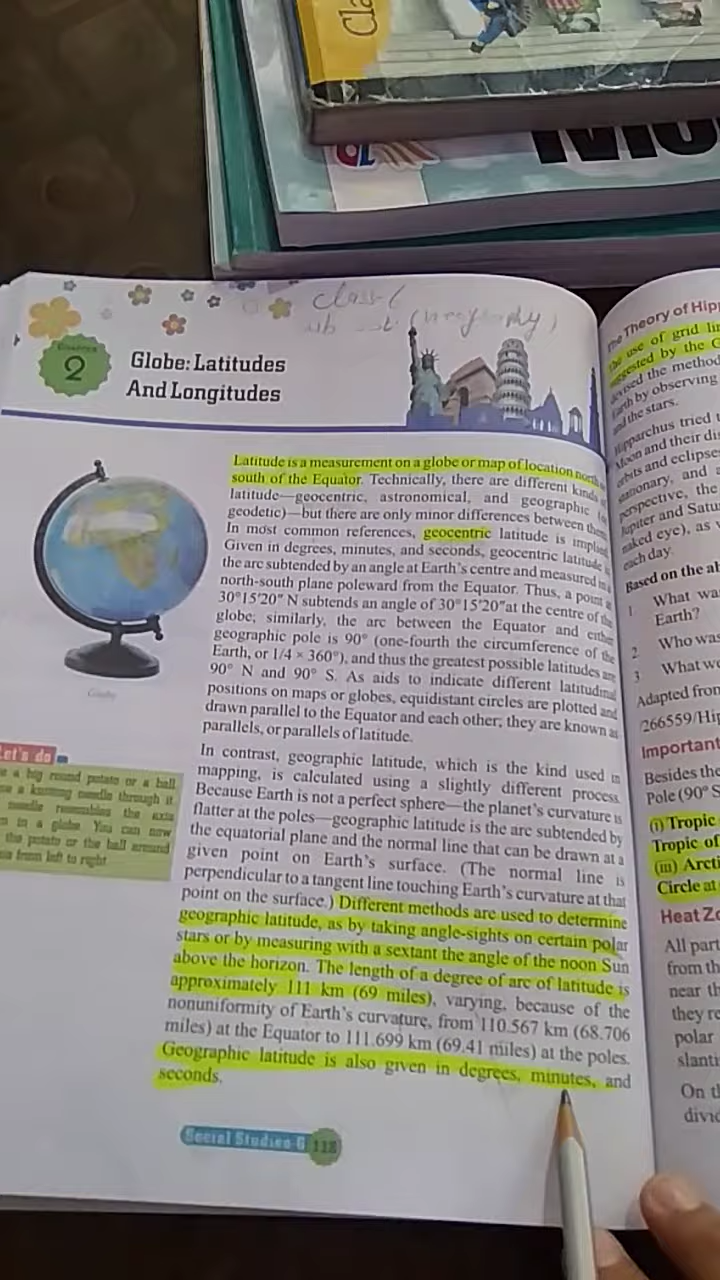 Cla
class 6
(Geography)
CHAPTER
2
Globe: Latitudes
And Longitudes
Latitude is a measurement on a globe or map of location north
south of the Equator. Technically, there are different kinds of
latitude—geocentric, astronomical, and geographic
geodetic)—but there are only minor differences between them
In most common references, geocentric latitude is implied
Given in degrees, minutes, and seconds, geocentric latitude is
the arc subtended by an angle at Earth's centre and measured in a
north-south plane poleward from the Equator. Thus, a point at
30°15'20" N subtends an angle of 30°15'20"at the centre of the
globe; similarly, the arc between the Equator and either
geographic pole is 90° (one-fourth the circumference of the
Earth, or 1/4 × 360°), and thus the greatest possible latitudes are
90° N and 90° S. As aids to indicate different latitudinal
positions on maps or globes, equidistant circles are plotted and
drawn parallel to the Equator and each other; they are known as
parallels, or parallels of latitude.
Globe
In contrast, geographic latitude, which is the kind used in
mapping, is calculated using a slightly different process.
Because Earth is not a perfect sphere—the planet's curvature is
flatter at the poles—geographic latitude is the arc subtended by
the equatorial plane and the normal line that can be drawn at a
given point on Earth's surface. (The normal line is
perpendicular to a tangent line touching Earth's curvature at that
point on the surface.) Different methods are used to determine
geographic latitude, as by taking angle-sights on certain polar
stars or by measuring with a sextant the angle of the noon Sun
above the horizon. The length of a degree of arc of latitude is
approximately 111 km (69 miles), varying, because of the
nonuniformity of Earth's curvature, from 110.567 km (68.706
miles) at the Equator to 111.699 km (69.41 miles) at the poles.
Geographic latitude is also given in degrees, minutes, and
seconds.
Let's do
a big round potato or a ball
a knitting needle through it
needle resembles the axis
in a globe. You can now
the potato or the ball around
from left to right
Social Studies-6 118
The Theory of Hipp
The use of grid lin
suggested by the G
devised the method
Earth by observing
and the stars.
Hipparchus tried t
Moon and their di
orbits and eclipse
stationary, and
perspective, the
Jupiter and Satu
naked eye), as
each day.
Based on the a
1. What wa
Earth?
2. Who was
3. What w
Adapted from
/266559/Hip
Important
Besides the
Pole (90° S
(i) Tropic
Tropic of
(iii) Arcti
Circle at
Heat Zo
All part
from th
near th
they re
polar
slanti
On t
divid